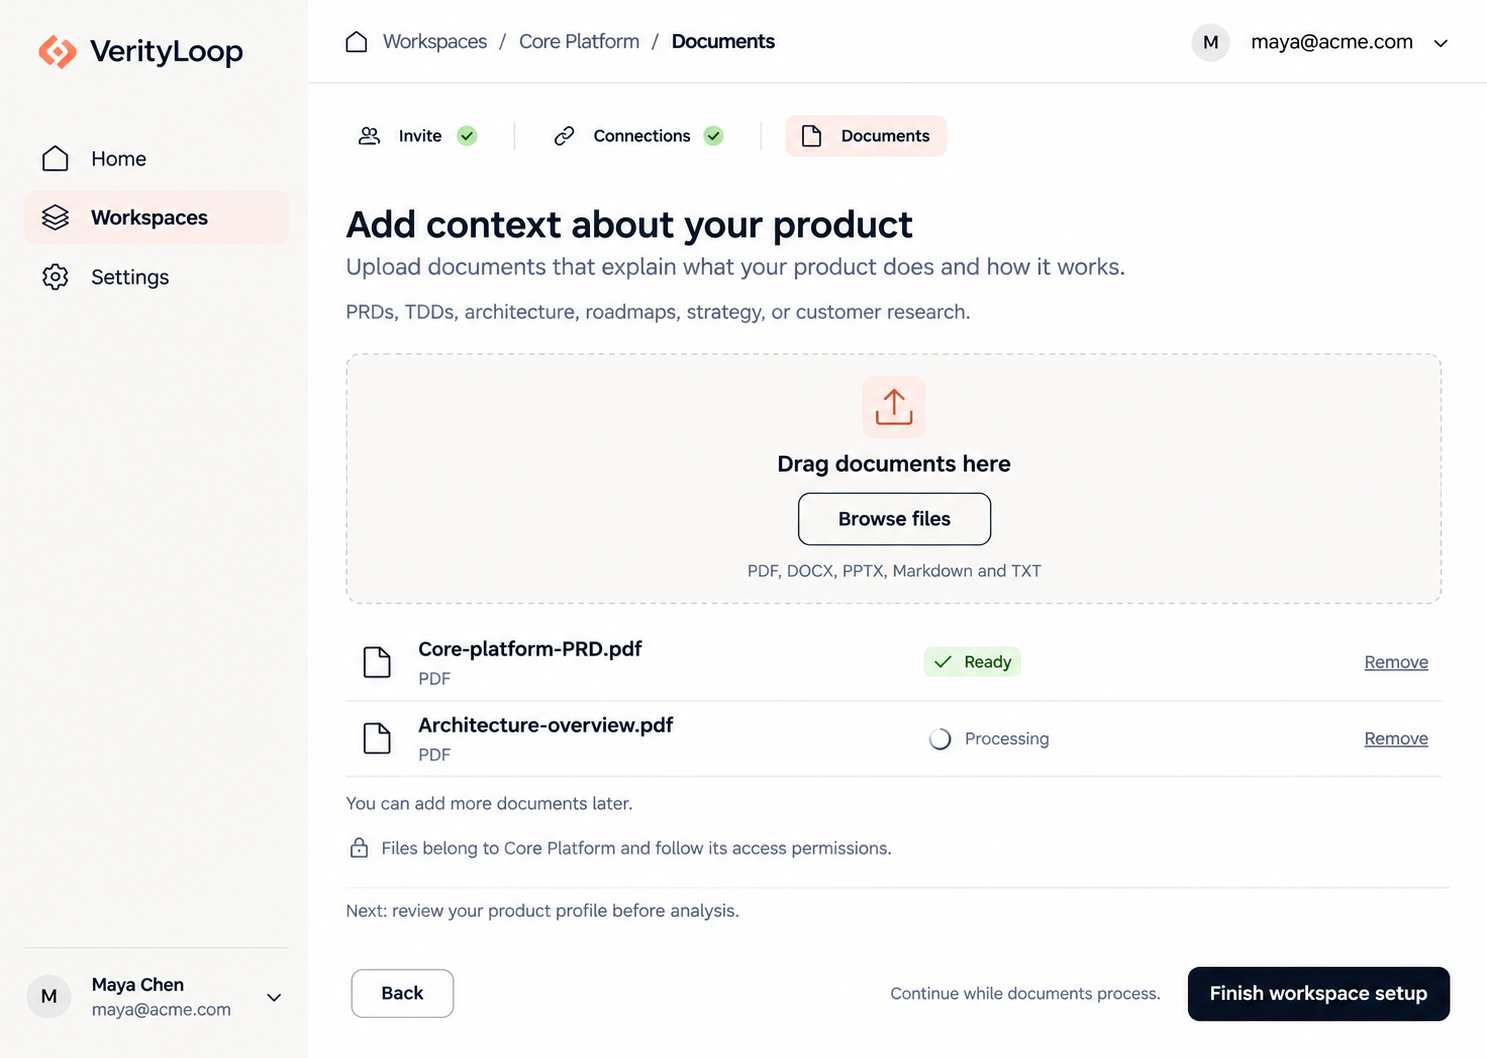 VerityLoop
Home
Workspaces
Settings
M
Maya Chen
maya@acme.com
Workspaces / Core Platform / Documents
M maya@acme.com
Invite
Connections
Documents
Add context about your product
Upload documents that explain what your product does and how it works.
PRDs, TDDs, architecture, roadmaps, strategy, or customer research.
Drag documents here
Browse files
PDF, DOCX, PPTX, Markdown and TXT
Core-platform-PRD.pdf
PDF
Ready
Remove
Architecture-overview.pdf
PDF
Processing
Remove
You can add more documents later.
Files belong to Core Platform and follow its access permissions.
Next: review your product profile before analysis.
Back
Continue while documents process.
Finish workspace setup